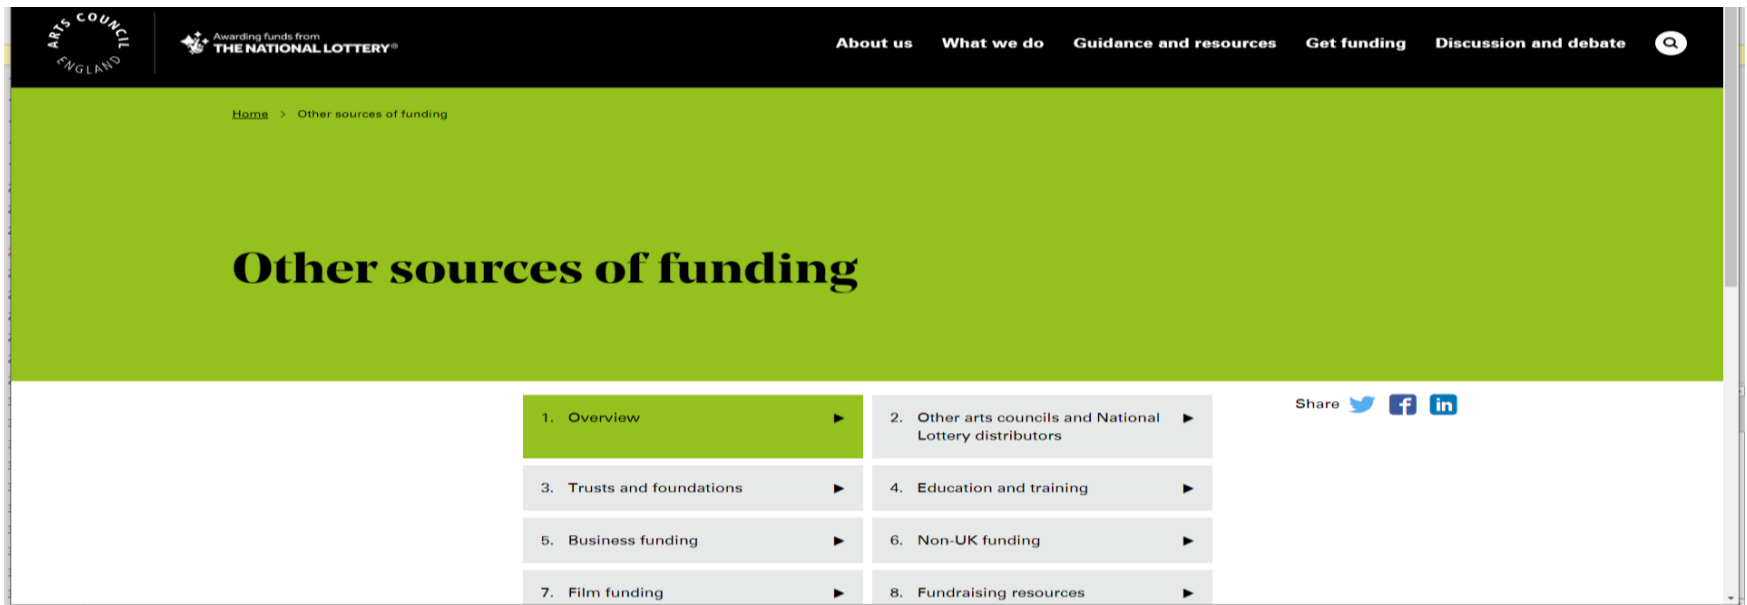 ARTS COUNCIL ENGLAND
Awarding funds from
THE NATIONAL LOTTERY®
About us What we do Guidance and resources Get funding Discussion and debate
Home > Other sources of funding
Other sources of funding
1. Overview
2. Other arts councils and National
Lottery distributors
Share
3. Trusts and foundations
4. Education and training
5. Business funding
6. Non-UK funding
7. Film funding
8. Fundraising resources